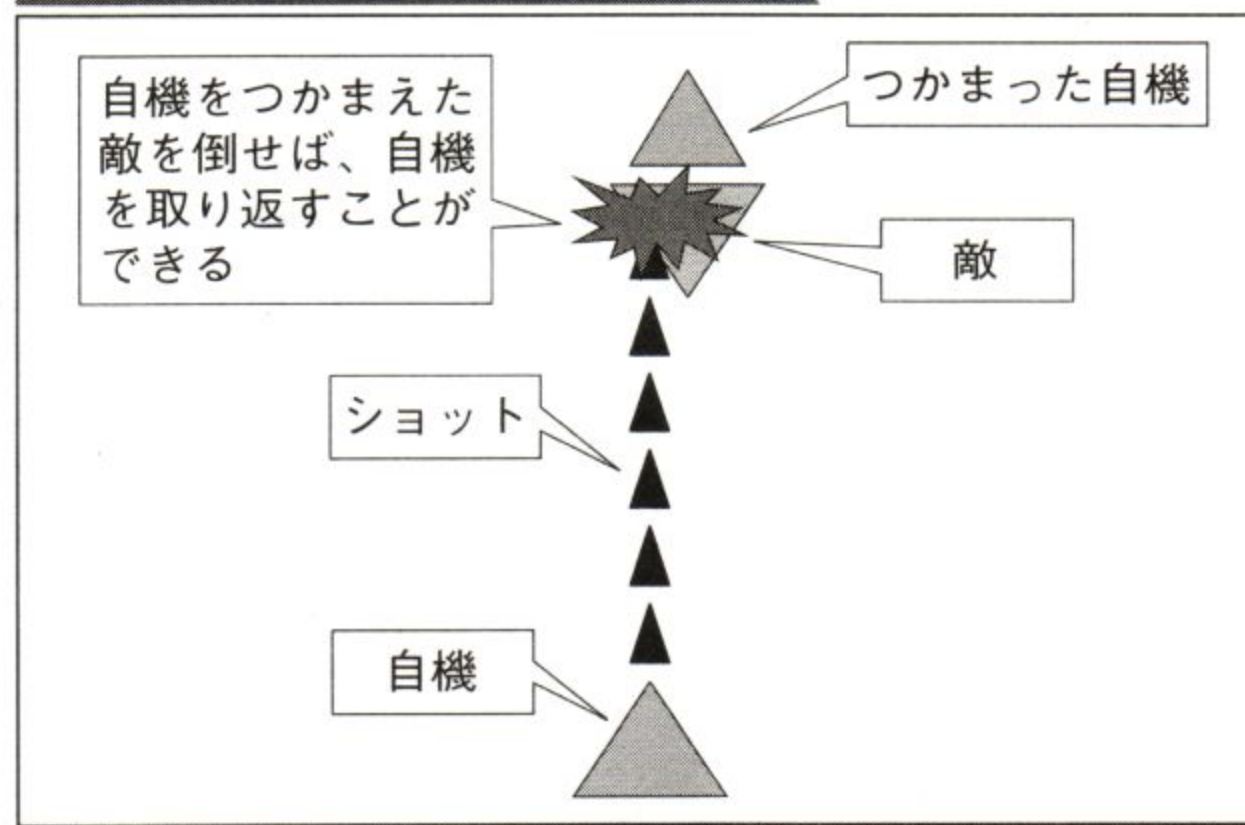 自機をつかまえた
敵を倒せば、自機
を取り返すことが
できる
つかまった自機
敵
ショット
自機